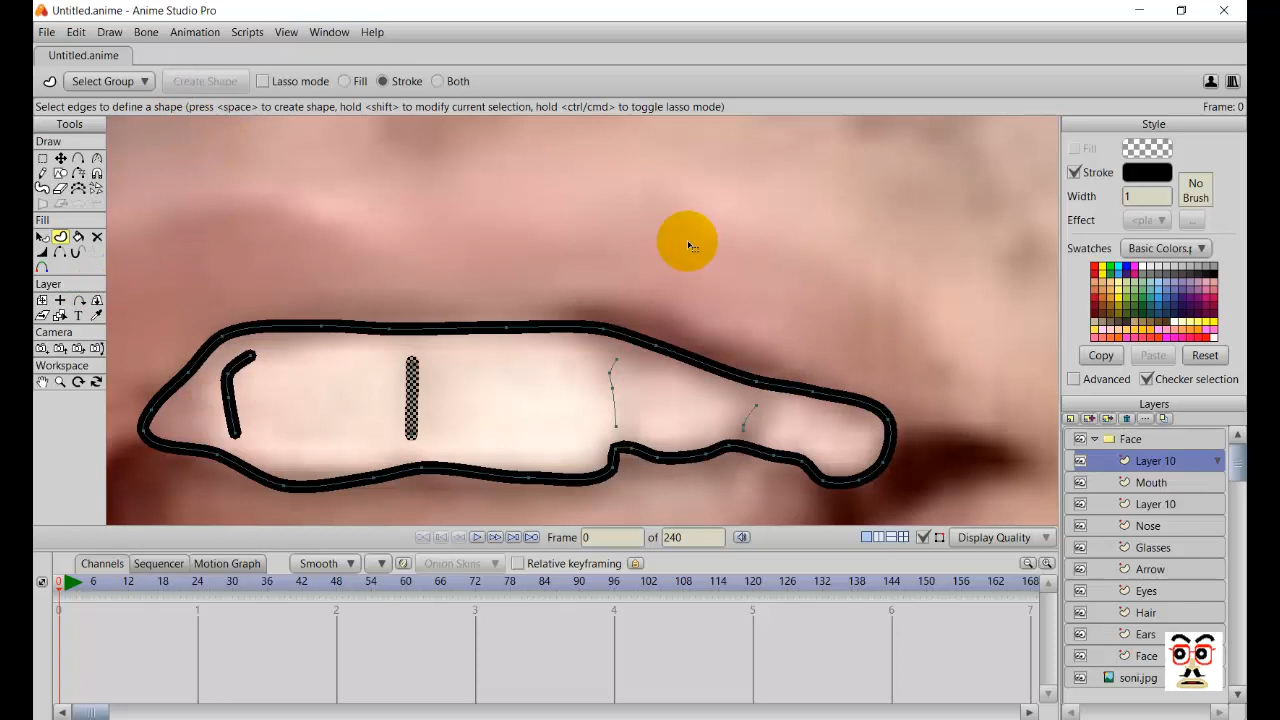 Untitled.anime - Anime Studio Pro
File Edit Draw Bone Animation Scripts View Window Help
Untitled.anime
Select Group Create Shape Lasso mode Fill Stroke Both
Select edges to define a shape (press <space> to create shape, hold <shift> to modify current selection, hold <ctrl/cmd> to toggle lasso mode) Frame: 0
Tools
Draw
Fill
Layer
Camera
Workspace
Style
Fill
Stroke
Width 1
No Brush
Effect
Swatches Basic Colors.p
Copy Paste Reset
Advanced Checker selection
Layers
Face
Layer 10
Mouth
Layer 10
Nose
Glasses
Arrow
Eyes
Hair
Ears
Face
soni.jpg
Frame 0 of 240 Display Quality
Channels Sequencer Motion Graph Smooth Onion Skins Relative keyframing
0 6 12 18 24 30 36 42 48 54 60 66 72 78 84 90 96 102 108 114 120 126 132 138 144 150 156 162 168
0 1 2 3 4 5 6 7